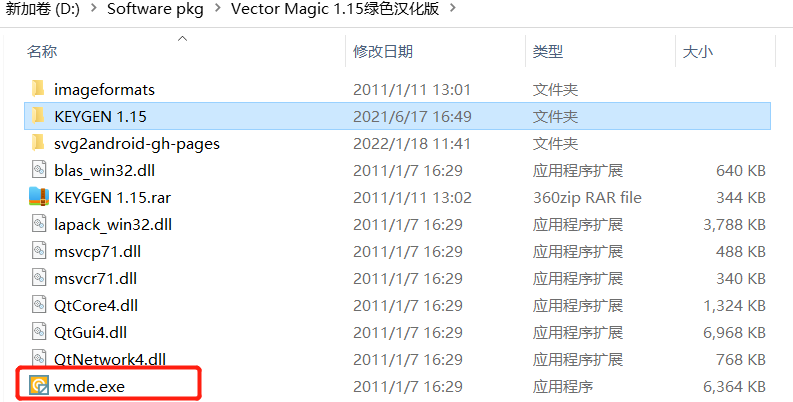 新加卷 (D:) > Software pkg > Vector Magic 1.15绿色汉化版 >
名称 修改日期 类型 大小
imageformats 2011/1/11 13:01 文件夹
KEYGEN 1.15 2021/6/17 16:49 文件夹
svg2android-gh-pages 2022/1/18 11:41 文件夹
blas_win32.dll 2011/1/7 16:29 应用程序扩展 640 KB
KEYGEN 1.15.rar 2011/1/11 13:02 360zip RAR file 344 KB
lapack_win32.dll 2011/1/7 16:29 应用程序扩展 3,788 KB
msvcp71.dll 2011/1/7 16:29 应用程序扩展 488 KB
msvcr71.dll 2011/1/7 16:29 应用程序扩展 340 KB
QtCore4.dll 2011/1/7 16:29 应用程序扩展 1,324 KB
QtGui4.dll 2011/1/7 16:29 应用程序扩展 6,968 KB
QtNetwork4.dll 2011/1/7 16:29 应用程序扩展 768 KB
vmde.exe 2011/1/7 16:29 应用程序 6,364 KB